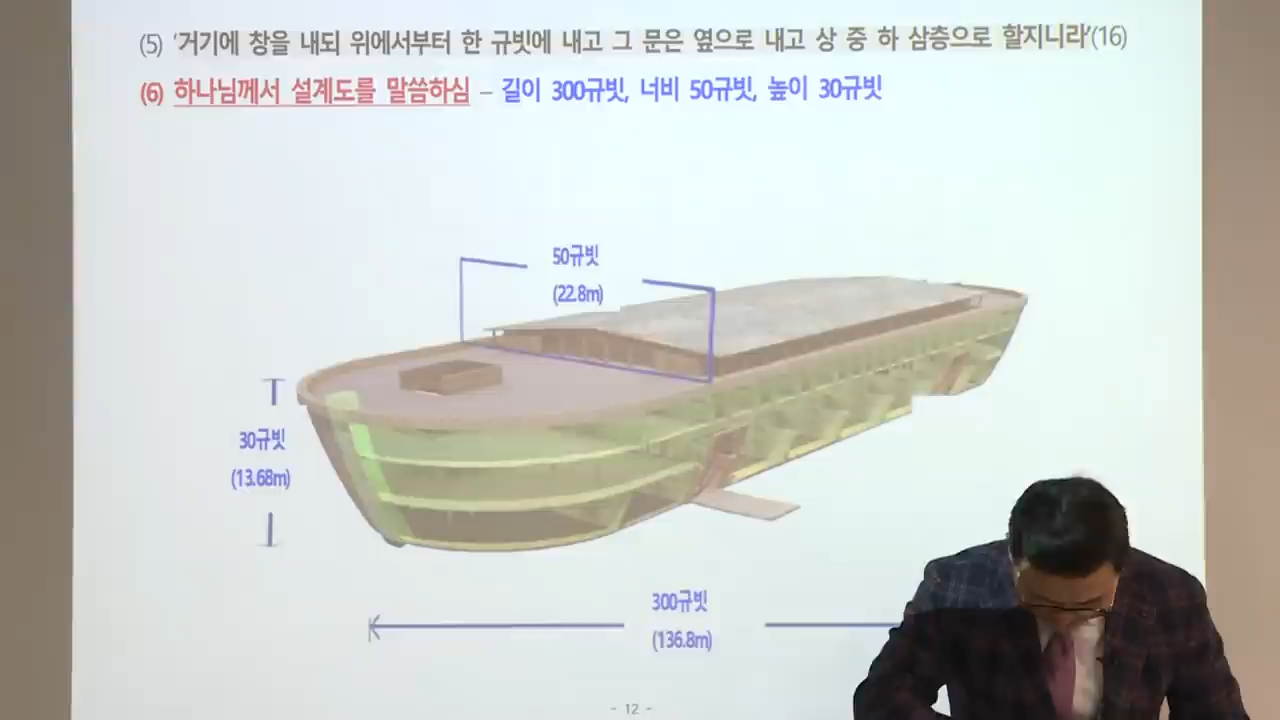 (5) '거기에 창을 내되 위에서부터 한 규빗에 내고 그 문은 옆으로 내고 상 중 하 삼층으로 할지니라'(16)
(6) 하나님께서 설계도를 말씀하심 – 길이 300규빗, 너비 50규빗, 높이 30규빗
50규빗
(22.8m)
30규빗
(13.68m)
300규빗
(136.8m)
- 12 -